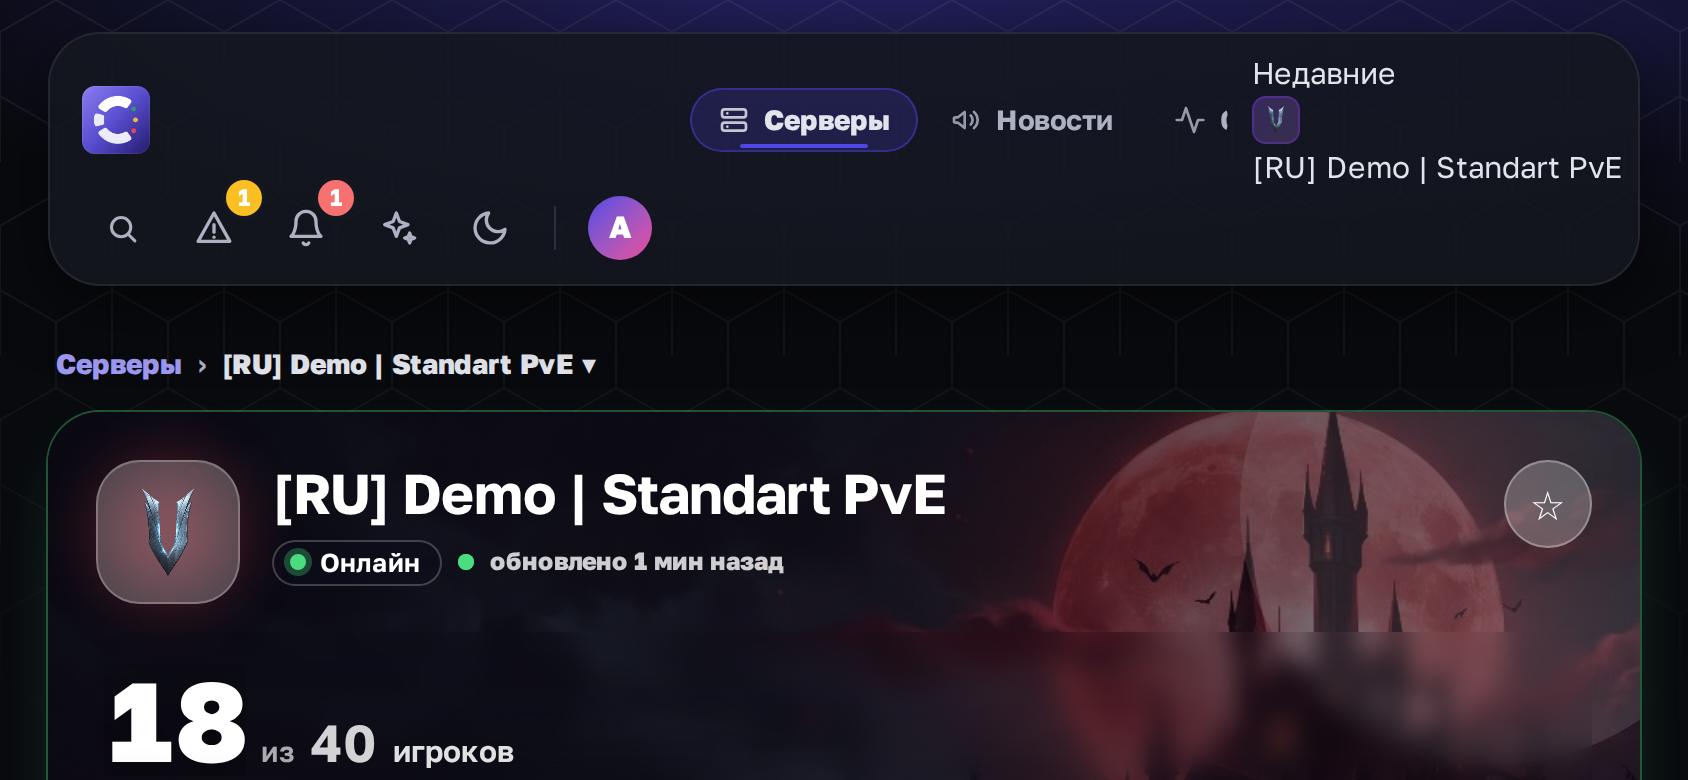 Недавние
Серверы
Новости
[RU] Demo | Standart PvE
1
1
A
Серверы › [RU] Demo | Standart PvE ▾
[RU] Demo | Standart PvE
Онлайн
обновлено 1 мин назад
18 из 40 игроков